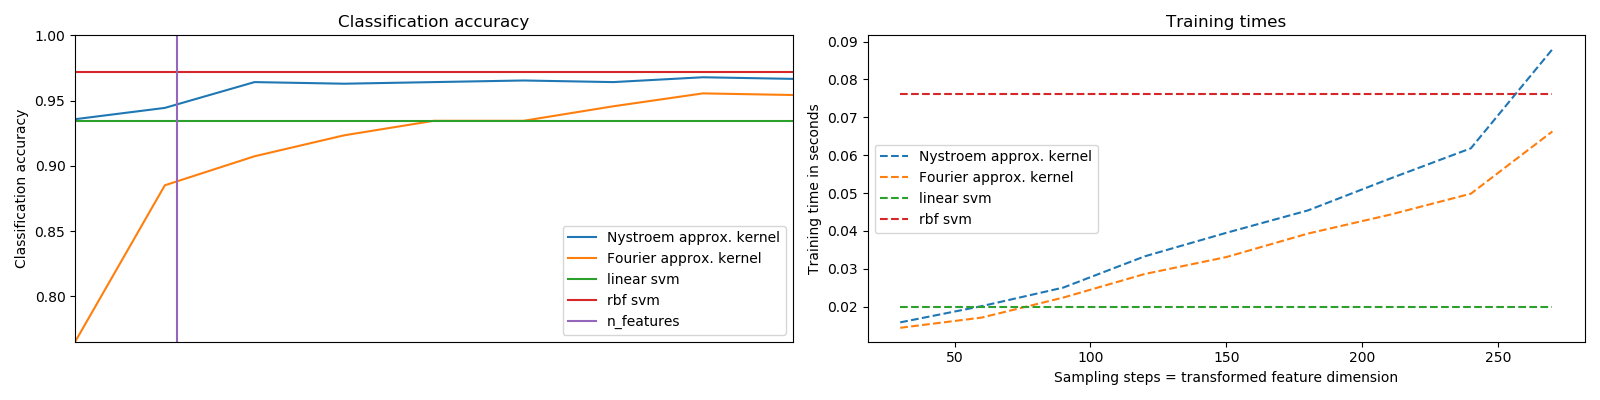 Classification accuracy
Classification accuracy
1.00
0.95
0.90
0.85
0.80
Nystroem approx. kernel
Fourier approx. kernel
linear svm
rbf svm
n_features
Training times
Training time in seconds
0.09
0.08
0.07
0.06
0.05
0.04
0.03
0.02
Nystroem approx. kernel
Fourier approx. kernel
linear svm
rbf svm
50 100 150 200 250
Sampling steps = transformed feature dimension